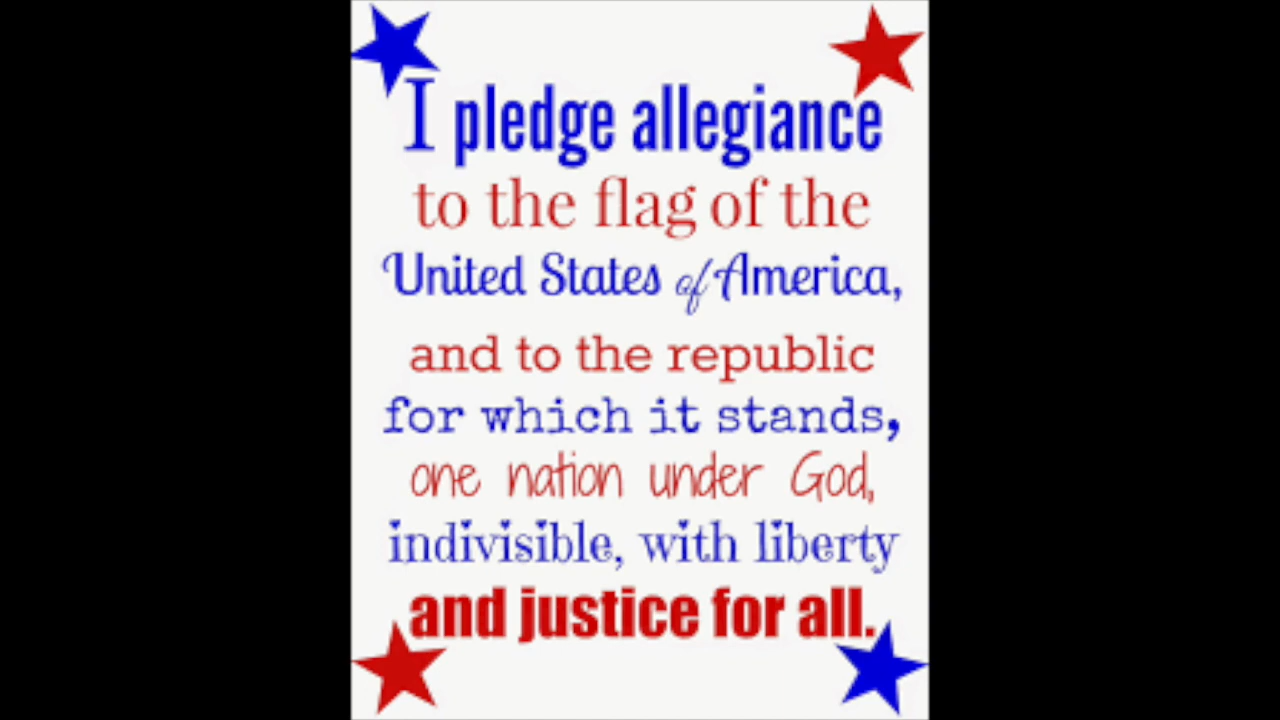 I pledge allegiance
to the flag of the
United States of America,
and to the republic
for which it stands,
one nation under God,
indivisible, with liberty
and justice for all.